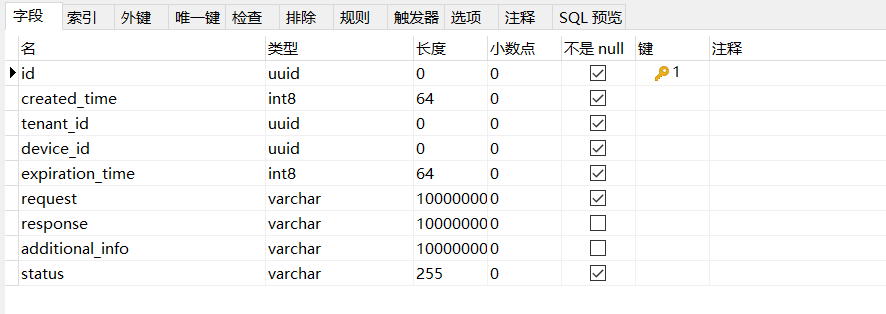 字段 索引 外键 唯一键 检查 排除 规则 触发器 选项 注释 SQL 预览
名 类型 长度 小数点 不是 null 键 注释
id uuid 0 0 1
created_time int8 64 0
tenant_id uuid 0 0
device_id uuid 0 0
expiration_time int8 64 0
request varchar 10000000 0
response varchar 10000000 0
additional_info varchar 10000000 0
status varchar 255 0